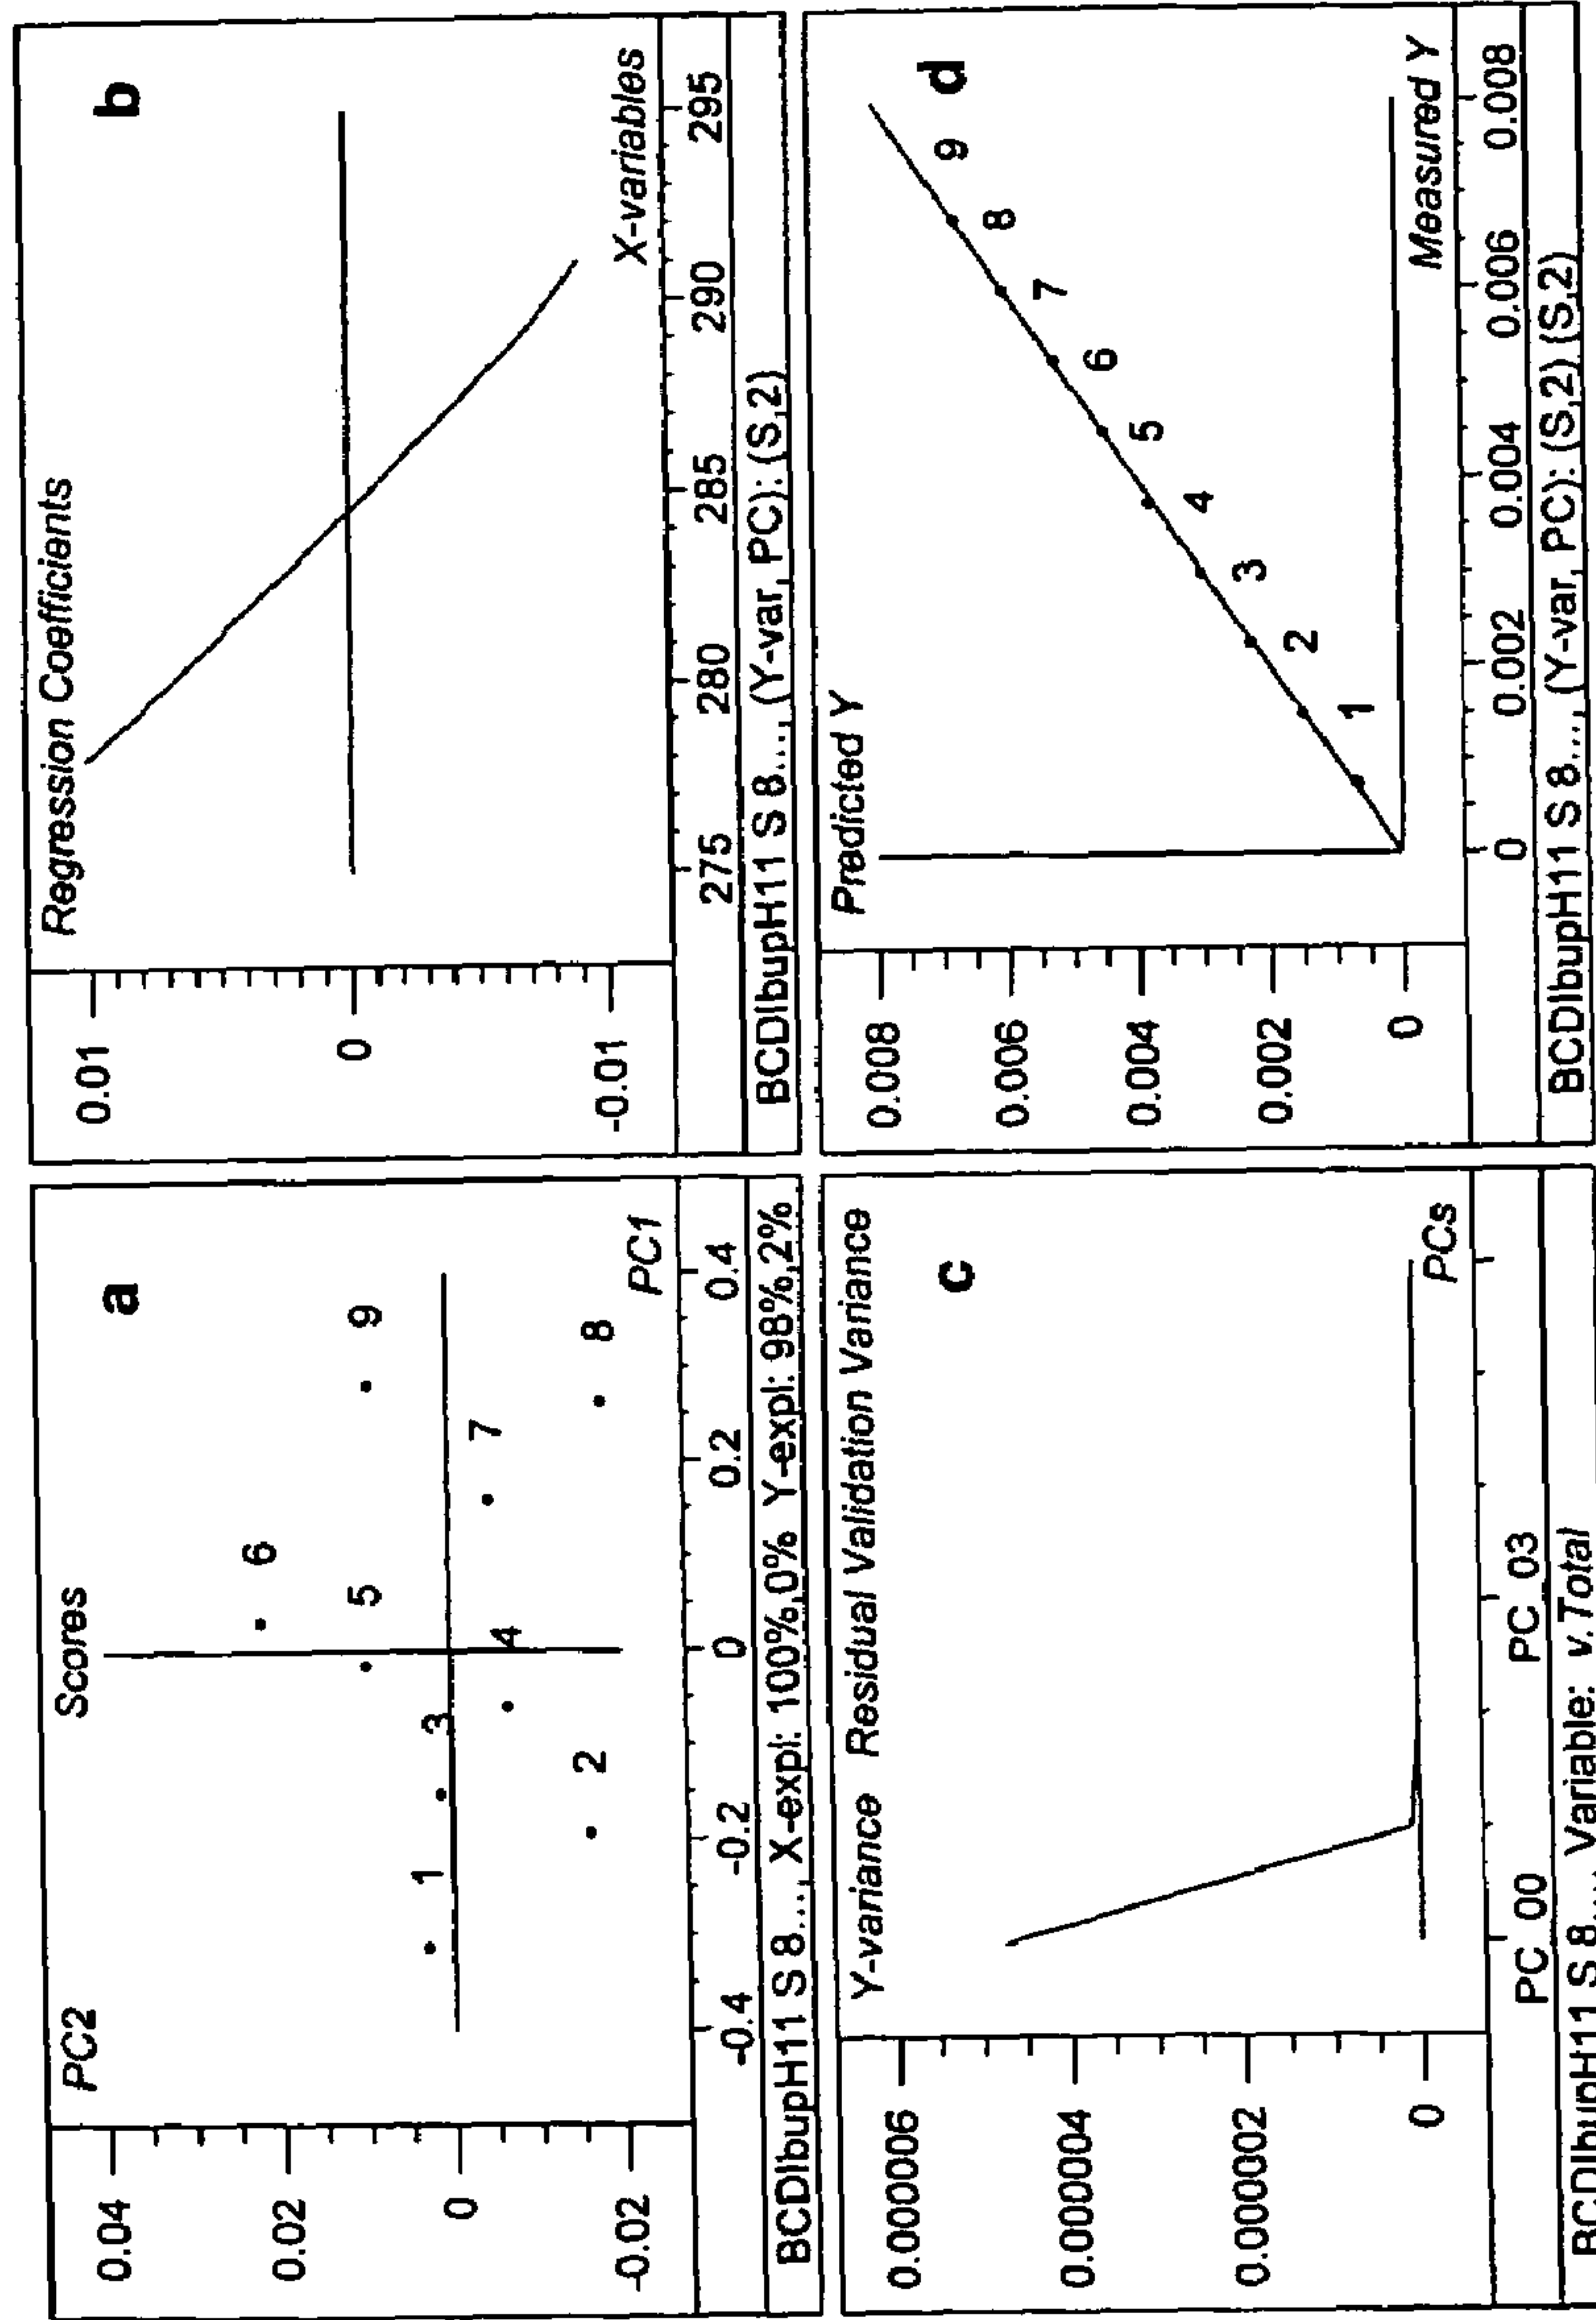 PC2
Scores
a
0.04
0.02
0
-0.02
6
5
9
1
3
4
7
2
8
PC1
-0.4
-0.2
0
0.2
0.4
BCDIbupH11 S 8..., X-expl: 100%,0% Y-expl: 98%,2%
Regression Coefficients
b
0.01
0
-0.01
X-variables
275
280
285
290
295
BCDIbupH11 S 8..., (Y-var, PC): (S,2)
Y-variance Residual Validation Variance
c
0.000006
0.000004
0.000002
0
PCs
PC_00
PC_03
BCDIbupH11 S 8..., Variable: v.Total
Predicted Y
d
0.008
0.006
0.004
0.002
0
1
2
3
4
5
6
7
8
9
Measured Y
0
0.002
0.004
0.006
0.008
BCDIbupH11 S 8..., (Y-var, PC): (S,2) (S,2)